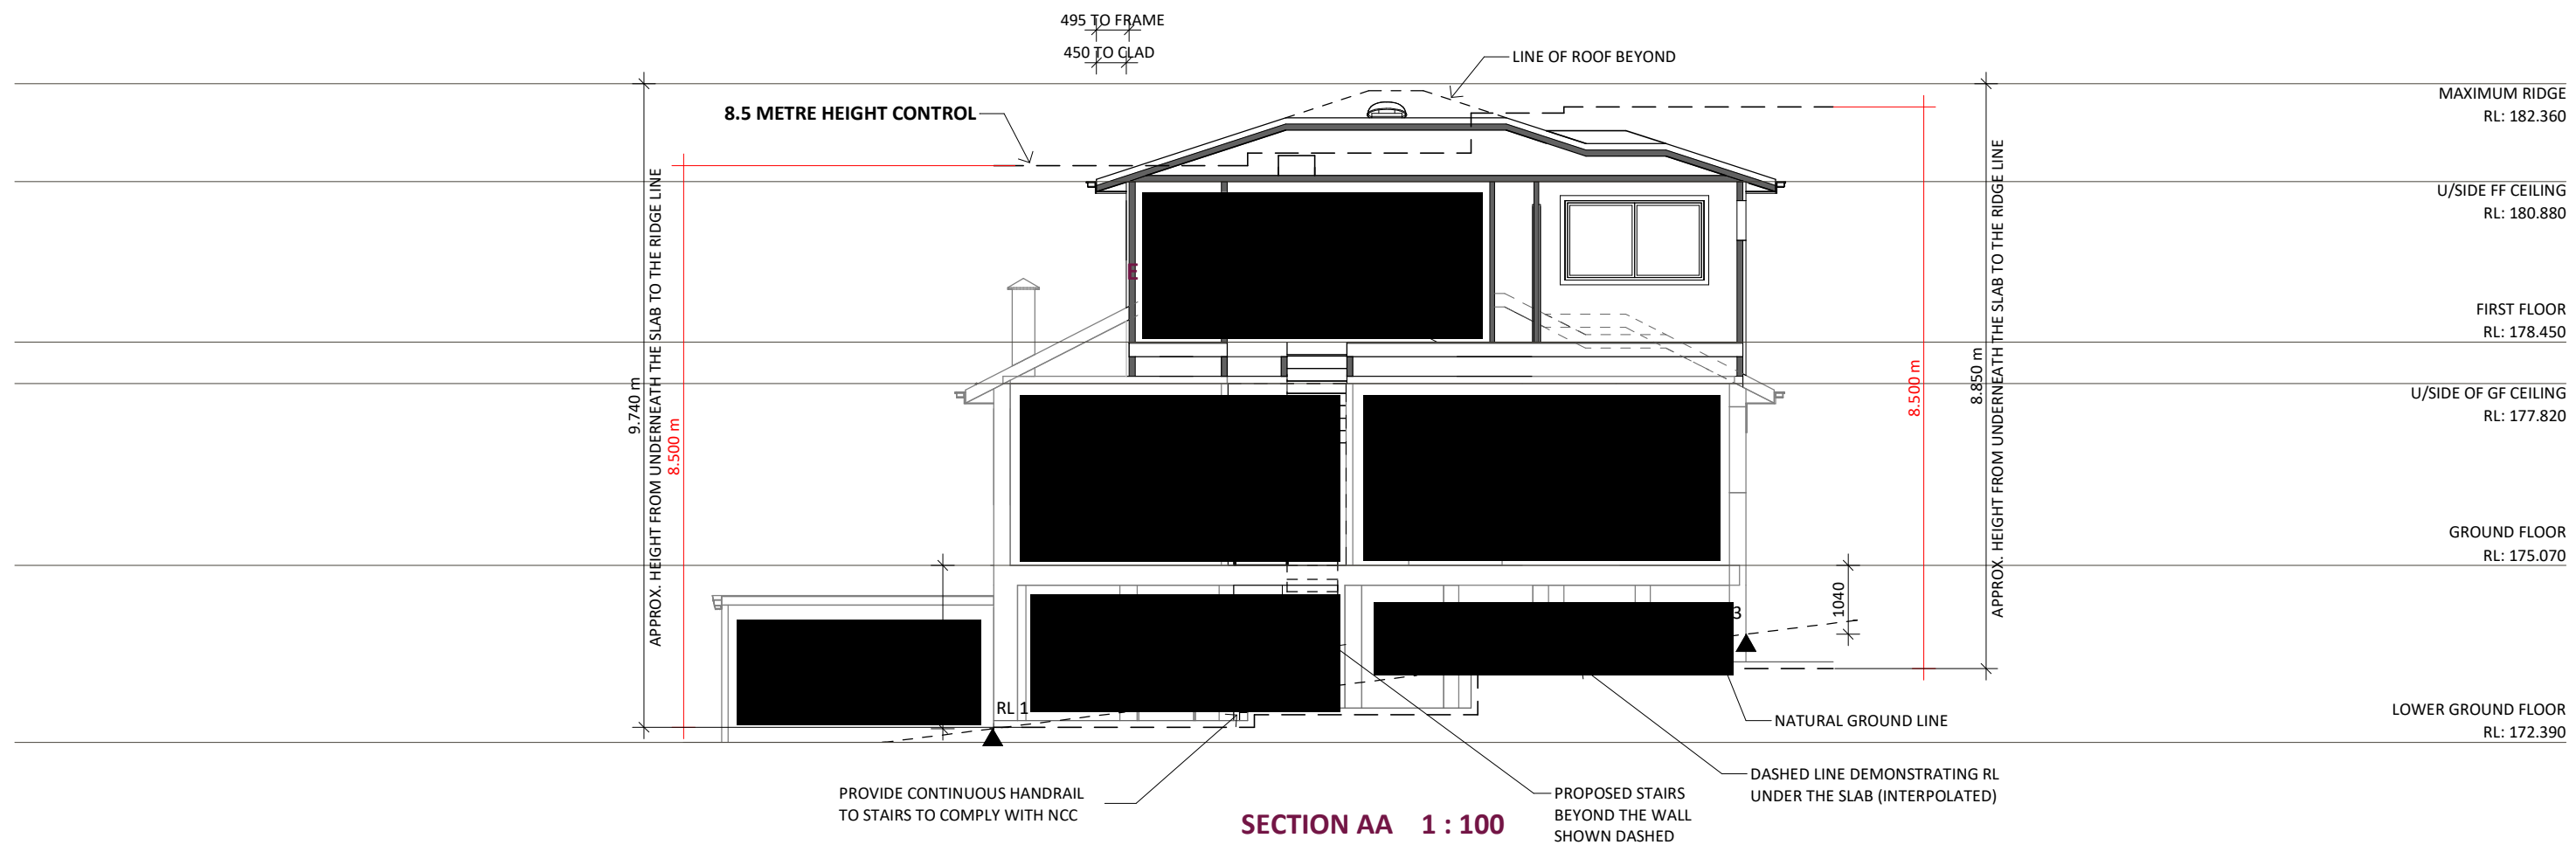 495 TO FRAME
450 TO CLAD
LINE OF ROOF BEYOND
8.5 METRE HEIGHT CONTROL
MAXIMUM RIDGE
RL: 182.360
U/SIDE FF CEILING
RL: 180.880
FIRST FLOOR
RL: 178.450
U/SIDE OF GF CEILING
RL: 177.820
GROUND FLOOR
RL: 175.070
LOWER GROUND FLOOR
RL: 172.390
9.740 m
APPROX. HEIGHT FROM UNDERNEATH THE SLAB TO THE RIDGE LINE
8.500 m
E
8.500 m
8.850 m
APPROX. HEIGHT FROM UNDERNEATH THE SLAB TO THE RIDGE LINE
1040
3
RL 1
NATURAL GROUND LINE
DASHED LINE DEMONSTRATING RL
UNDER THE SLAB (INTERPOLATED)
PROVIDE CONTINUOUS HANDRAIL
TO STAIRS TO COMPLY WITH NCC
PROPOSED STAIRS
BEYOND THE WALL
SHOWN DASHED
SECTION AA 1 : 100